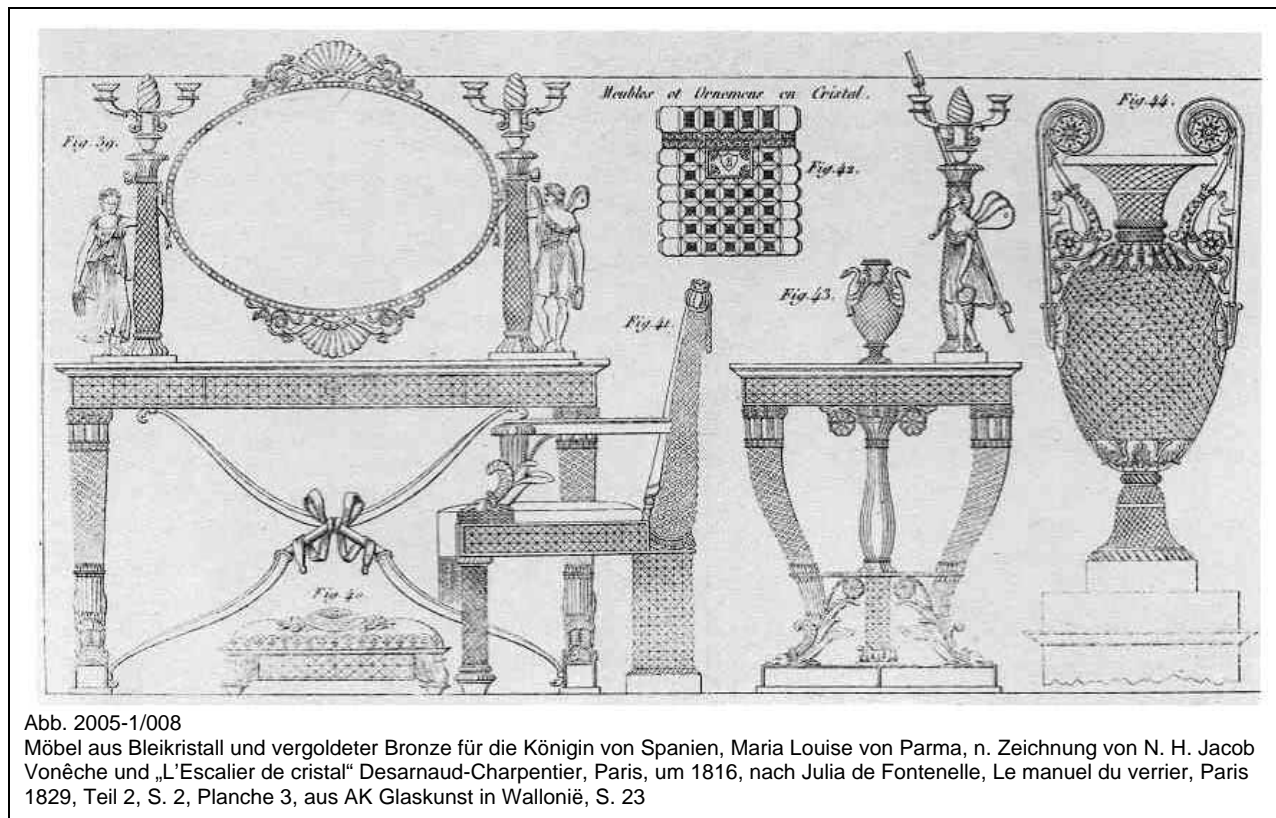 Meubles et Ornemens en Cristal.
Fig. 39.
Fig. 42.
Fig. 44.
Fig. 43.
Fig. 41.
Fig. 40.
Abb. 2005-1/008
Möbel aus Bleikristall und vergoldeter Bronze für die Königin von Spanien, Maria Louise von Parma, n. Zeichnung von N. H. Jacob
Vonêche und „L’Escalier de cristal“ Desarnaud-Charpentier, Paris, um 1816, nach Julia de Fontenelle, Le manuel du verrier, Paris
1829, Teil 2, S. 2, Planche 3, aus AK Glaskunst in Wallonië, S. 23